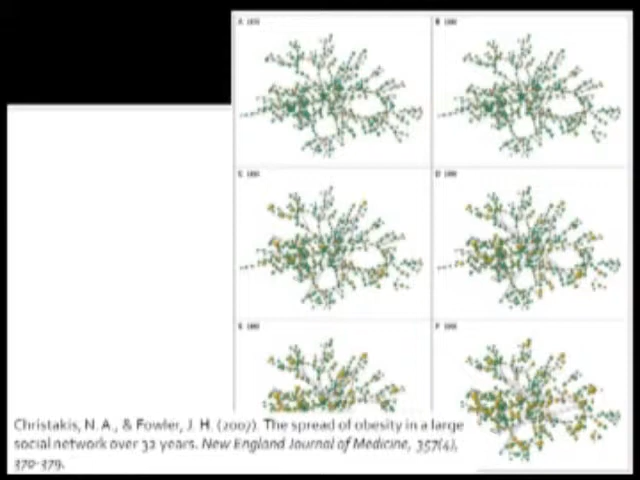 Christakis, N. A., & Fowler, J. H. (2007). The spread of obesity in a large
social network over 32 years. New England Journal of Medicine, 357(4),
370-379.